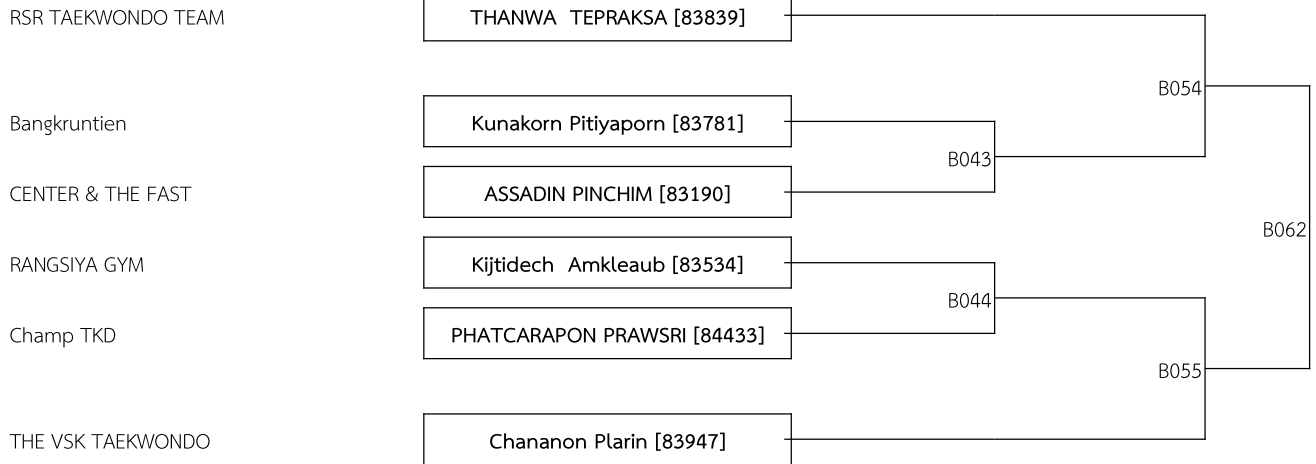 RSR TAEKWONDO TEAM THANWA  TEPRAKSA [83839]
B054
Bangkruntien Kunakorn Pitiyaporn [83781]
B043
CENTER & THE FAST ASSADIN PINCHIM [83190]
B062
RANGSIYA GYM Kijtidech  Amkleaub [83534]
B044
Champ TKD PHATCARAPON PRAWSRI [84433]
B055
THE VSK TAEKWONDO Chananon Plarin [83947]